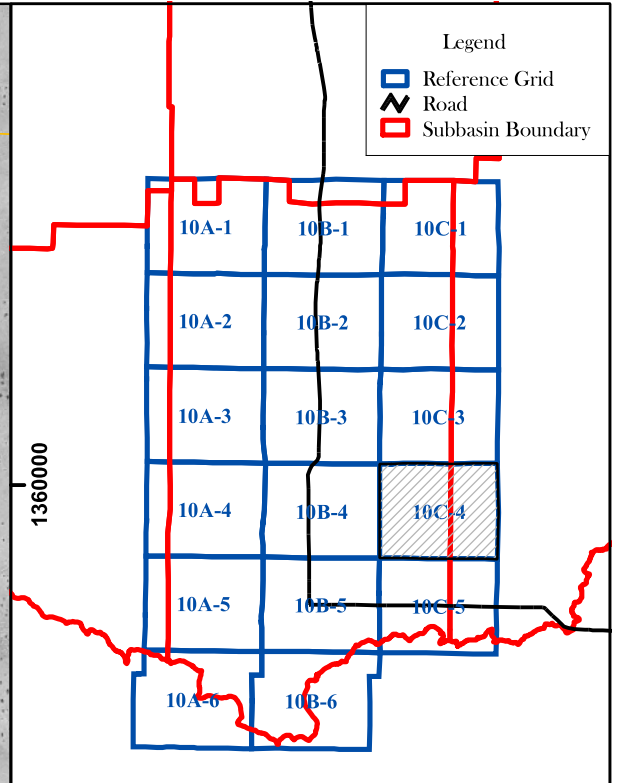 Legend
Reference Grid
Road
Subbasin Boundary
10A-1 10B-1 10C-1
10A-2 10B-2 10C-2
10A-3 10B-3 10C-3
10A-4 10B-4 10C-4
10A-5 10B-5 10C-5
10A-6 10B-6
1360000